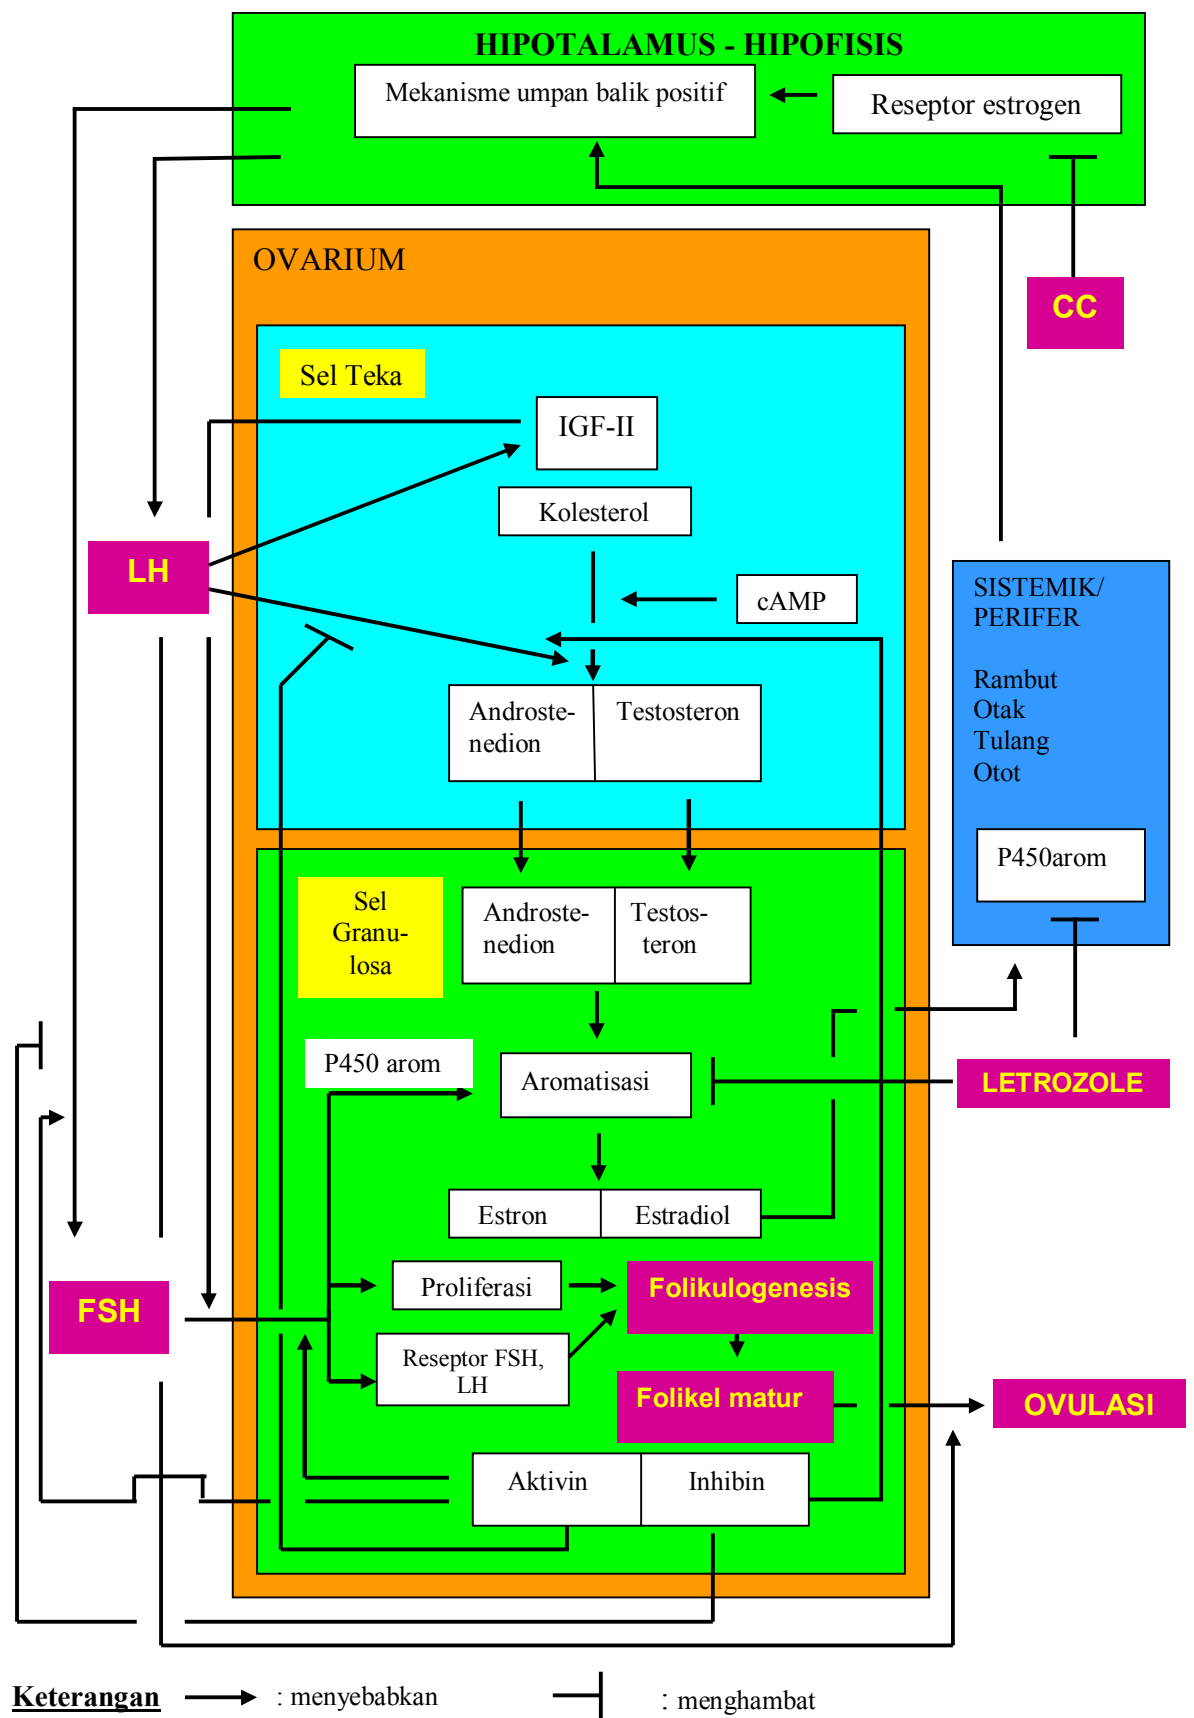 HIPOTALAMUS - HIPOFISIS
Mekanisme umpan balik positif
Reseptor estrogen
CC
OVARIUM
Sel Teka
IGF-II
Kolesterol
LH
cAMP
SISTEMIK/
PERIFER
Rambut
Otak
Tulang
Otot
P450arom
Androste-
nedion
Testosteron
Sel
Granu-
losa
Androste-
nedion
Testos-
teron
P450 arom
Aromatisasi
LETROZOLE
Estron
Estradiol
FSH
Proliferasi
Folikulogenesis
Reseptor FSH,
LH
Folikel matur
OVULASI
Aktivin
Inhibin
Keterangan
: menyebabkan
: menghambat